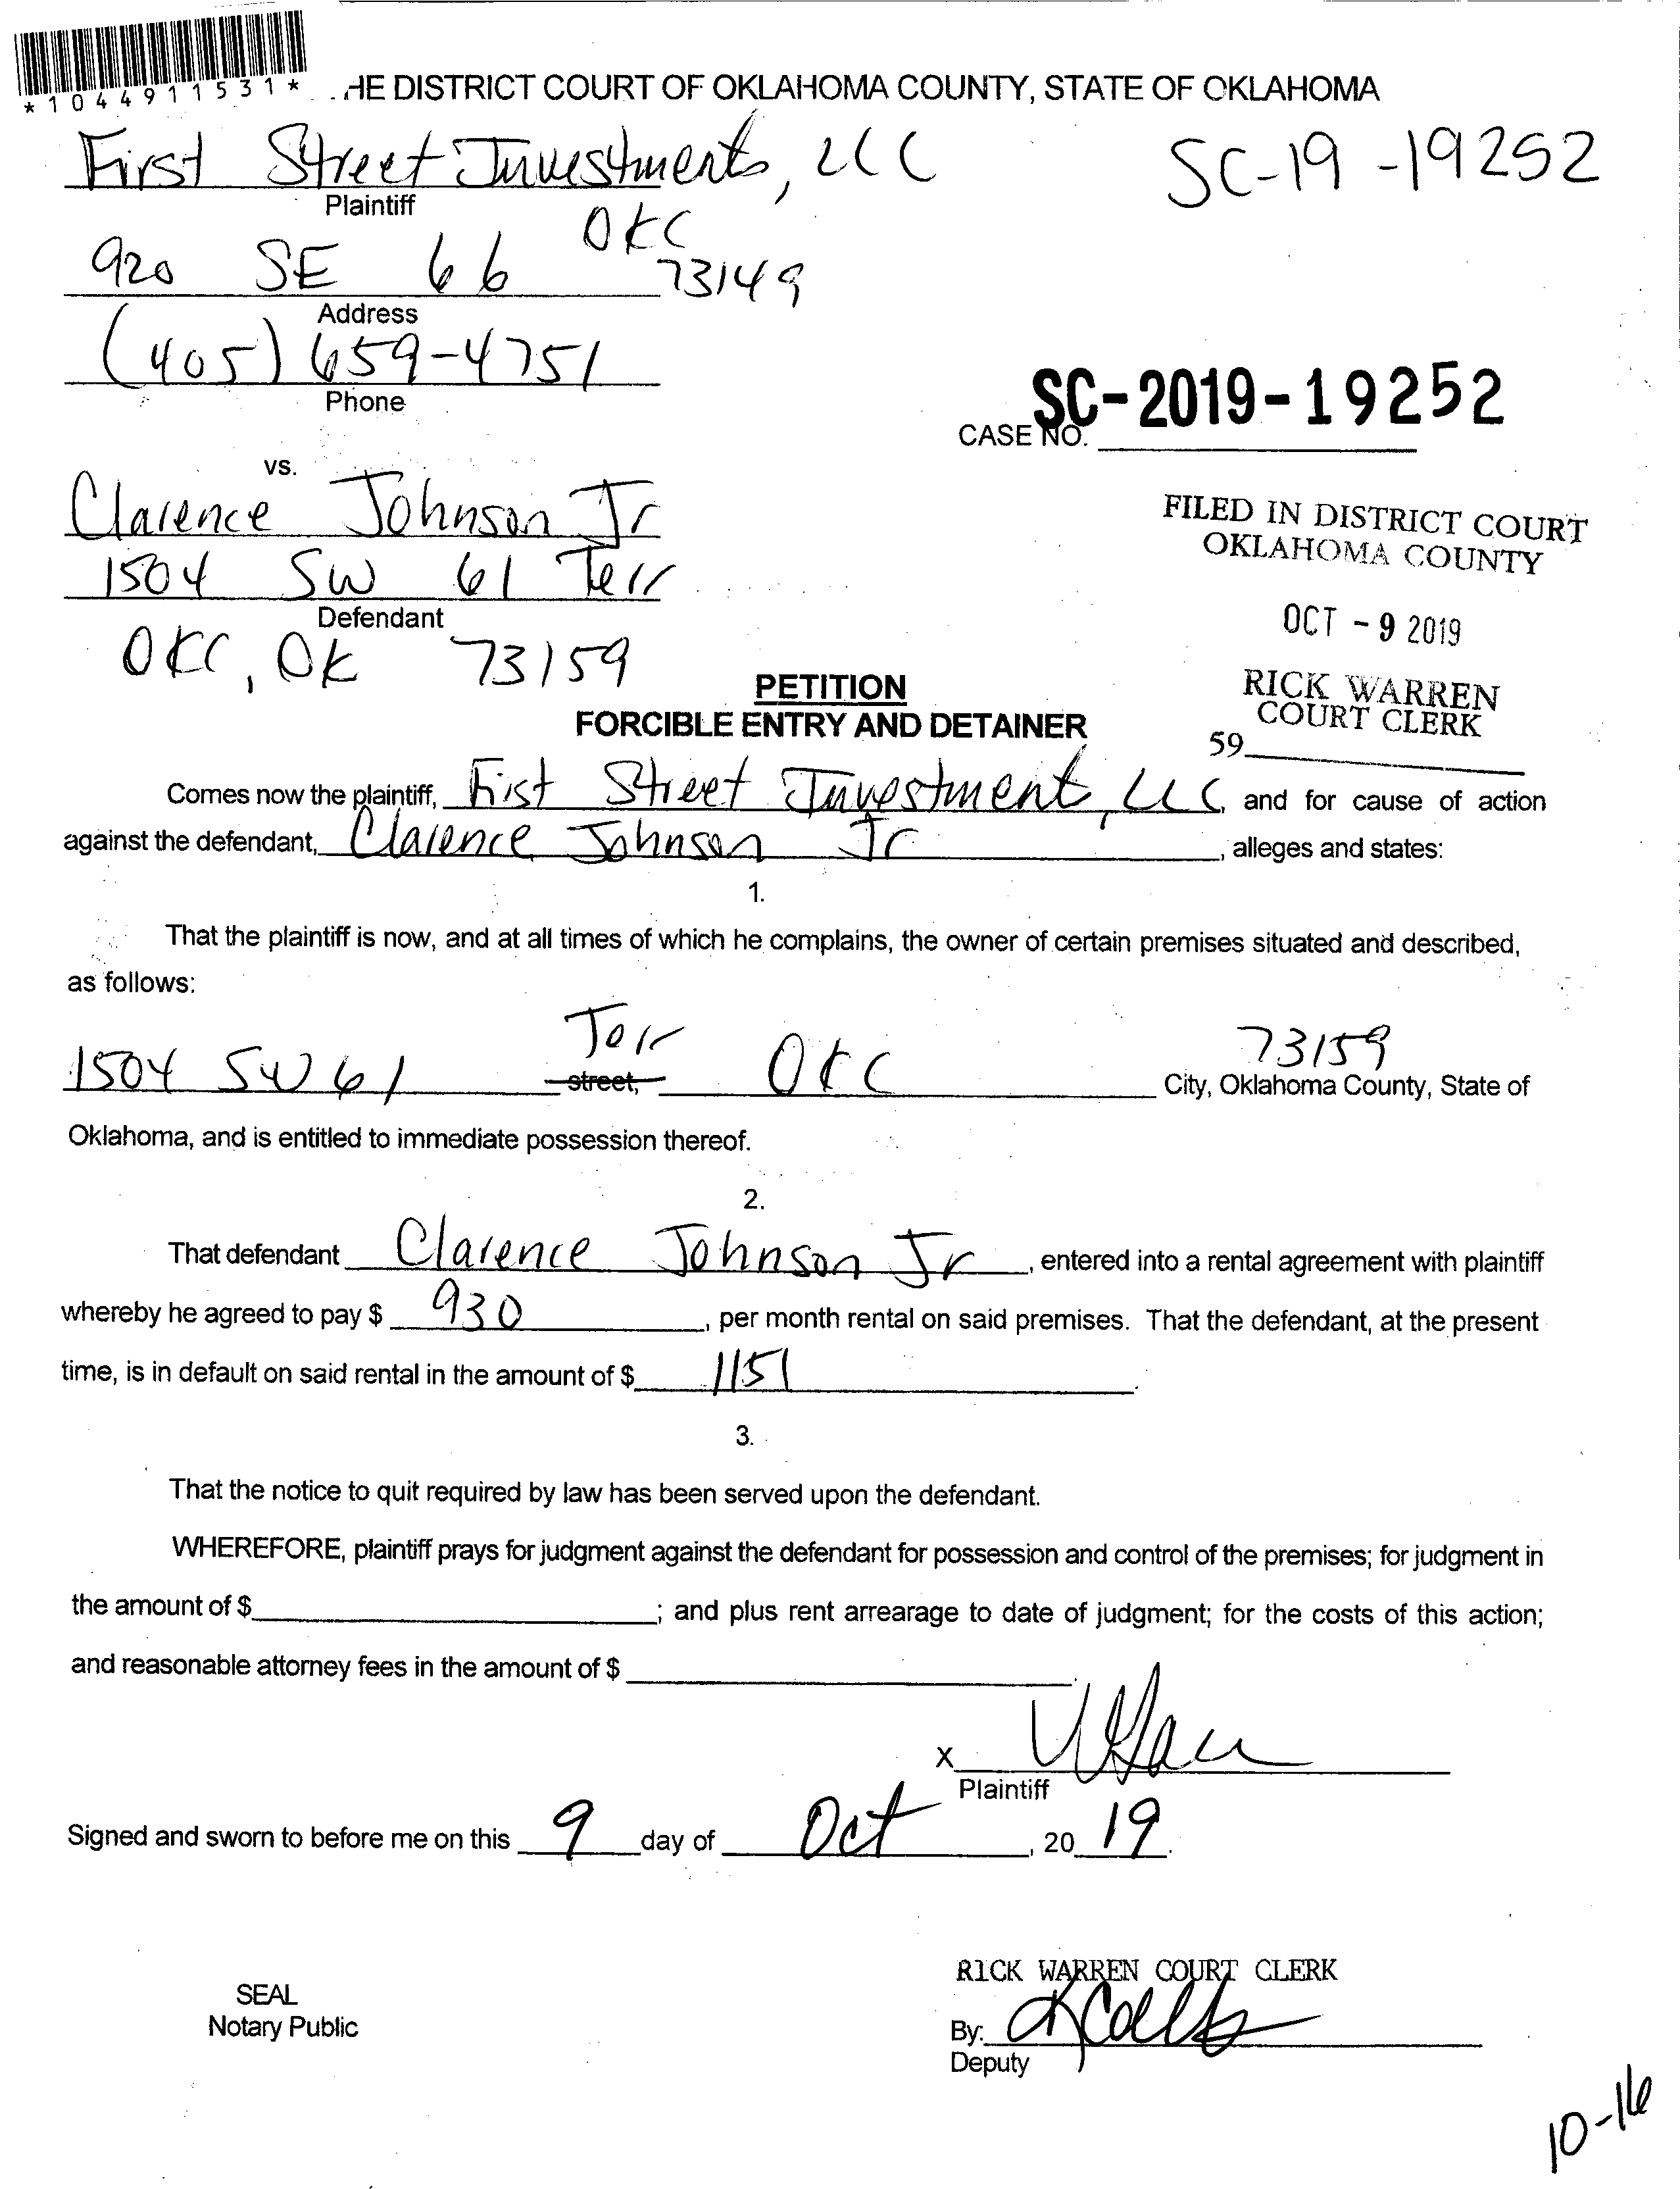 *1044911531*
HE DISTRICT COURT OF OKLAHOMA COUNTY, STATE OF OKLAHOMA
First Street Investments, LLC
SC-19-19252
Plaintiff
OKC
920 SE 66 73149
Address
(405) 659-4751
Phone
SC-2019-19252
CASE NO.
vs.
Clarence Johnson Jr
1504 SW 61 Terr
Defendant
OKC, OK 73159
FILED IN DISTRICT COURT
OKLAHOMA COUNTY
OCT - 9 2019
RICK WARREN
COURT CLERK
59
PETITION
FORCIBLE ENTRY AND DETAINER
Comes now the plaintiff, Fist Street Investment, LLC and for cause of action
against the defendant, Clarence Johnson Jr, alleges and states:
1.
That the plaintiff is now, and at all times of which he complains, the owner of certain premises situated and described,
as follows:
Terr 73159
1504 SW 61 street, OKC City, Oklahoma County, State of
Oklahoma, and is entitled to immediate possession thereof.
2.
That defendant Clarence Johnson Jr, entered into a rental agreement with plaintiff
whereby he agreed to pay $ 930, per month rental on said premises. That the defendant, at the present
time, is in default on said rental in the amount of $ 1151.
3.
That the notice to quit required by law has been served upon the defendant.
WHEREFORE, plaintiff prays for judgment against the defendant for possession and control of the premises; for judgment in
the amount of $ ; and plus rent arrearage to date of judgment; for the costs of this action;
and reasonable attorney fees in the amount of $ .
X
Plaintiff
Signed and sworn to before me on this 9 day of Oct, 20 19.
RICK WARREN COURT CLERK
SEAL
Notary Public
By:
Deputy
10-16